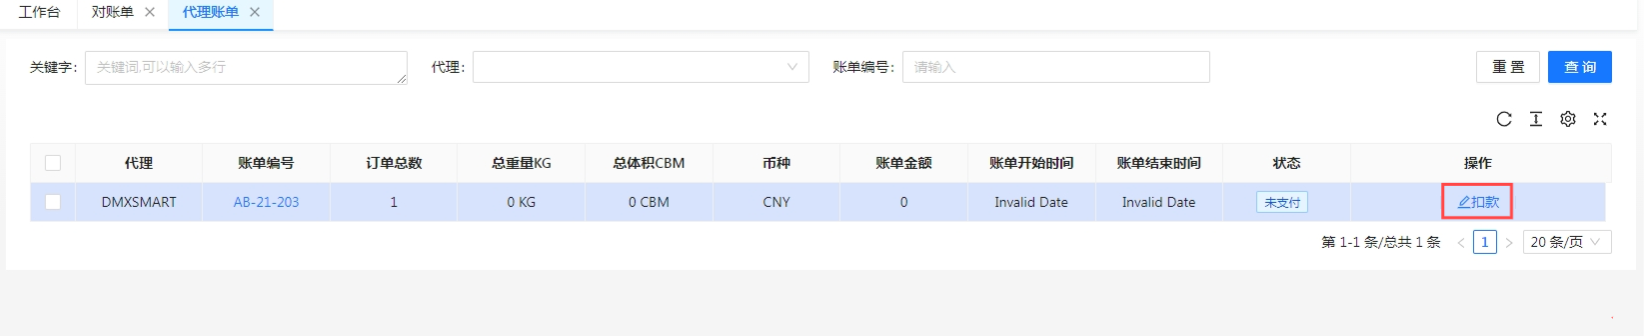 工作台 对账单 代理账单
关键字: 关键词,可以输入多行 代理: 账单编号: 请输入 重 置 查 询
代理 账单编号 订单总数 总重量KG 总体积CBM 币种 账单金额 账单开始时间 账单结束时间 状态 操作
DMXSMART AB-21-203 1 0 KG 0 CBM CNY 0 Invalid Date Invalid Date 未支付 扣款
第 1-1 条/总共 1 条 < 1 > 20 条/页